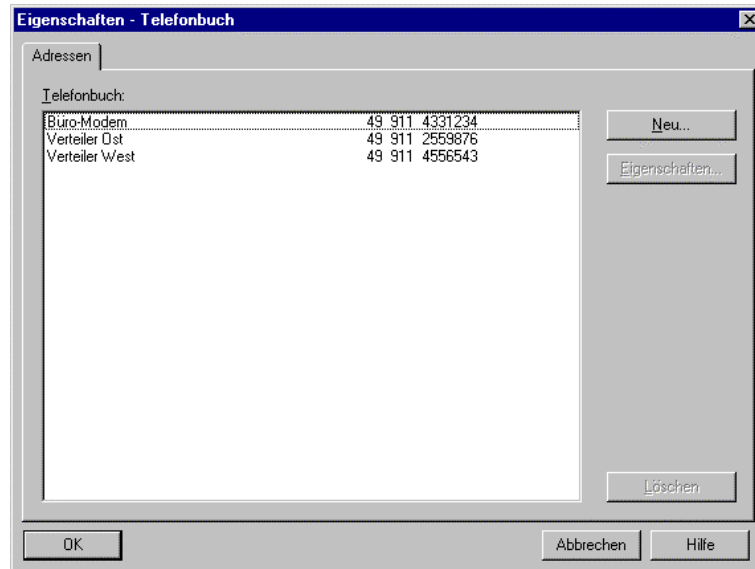 Eigenschaften - Telefonbuch
Adressen
Telefonbuch:
Büro-Modem 49 911 4331234
Verteiler Ost 49 911 2559876
Verteiler West 49 911 4556543
Neu...
Eigenschaften...
Löschen
OK
Abbrechen
Hilfe